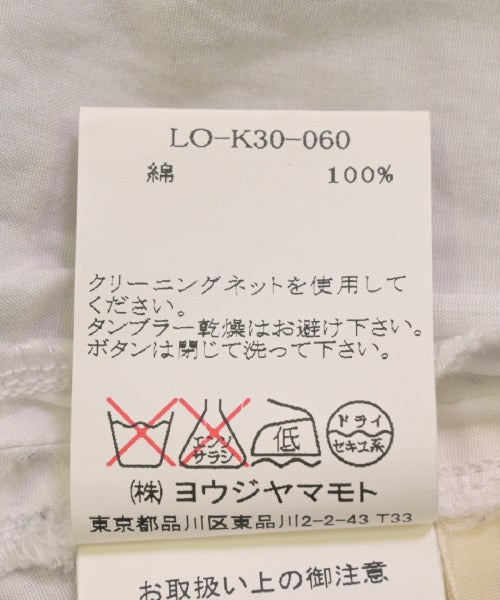 LO-K30-060
綿 100%
クリーニングネットを使用して
ください。
タンブラー乾燥はお避け下さい。
ボタンは閉じて洗って下さい。
エンソ
サラシ
低
ドライ
セキユ系
(株) ヨウジヤマモト
東京都品川区東品川2-2-43 T33
お取扱い上の御注意